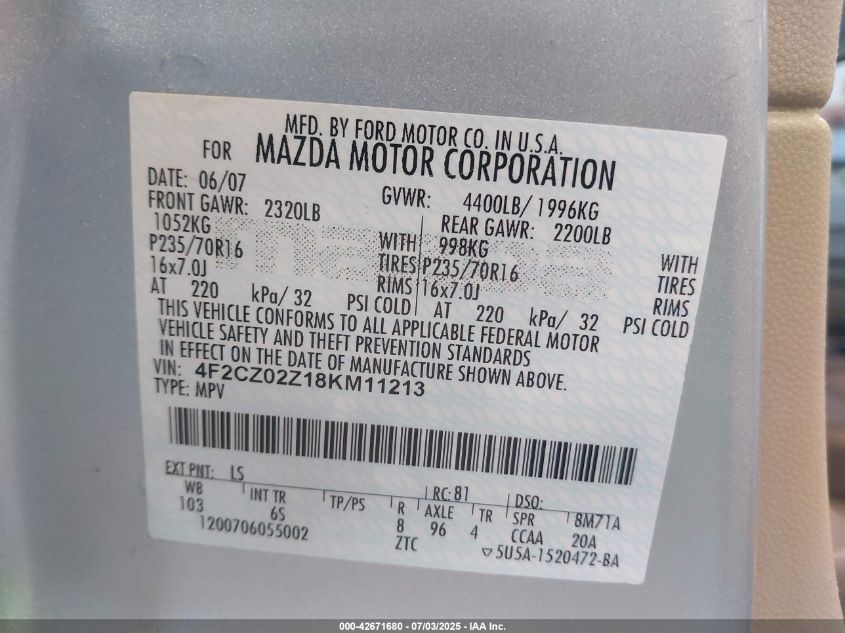 MFD. BY FORD MOTOR CO. IN U.S.A.
FOR MAZDA MOTOR CORPORATION
DATE: 06/07 GVWR: 4400LB/ 1996KG
FRONT GAWR: 2320LB REAR GAWR: 2200LB
1052KG WITH 998KG WITH
P235/70R16 TIRES P235/70R16 TIRES
16x7.0J RIMS 16x7.0J RIMS
AT 220 kPa/ 32 PSI COLD AT 220 kPa/ 32 PSI COLD
THIS VEHICLE CONFORMS TO ALL APPLICABLE FEDERAL MOTOR
VEHICLE SAFETY AND THEFT PREVENTION STANDARDS
IN EFFECT ON THE DATE OF MANUFACTURE SHOWN ABOVE.
VIN: 4F2CZ02Z18KM11213
TYPE: MPV
EXT PNT: LS RC: 81 DSO:
WB INT TR TP/PS R AXLE TR SPR 8M71A
103 6S 8 96 4 CCAA 20A
1200706055002 ZTC ▽5U5A-1520472-BA
000-42671680 - 07/03/2025 - IAA Inc.